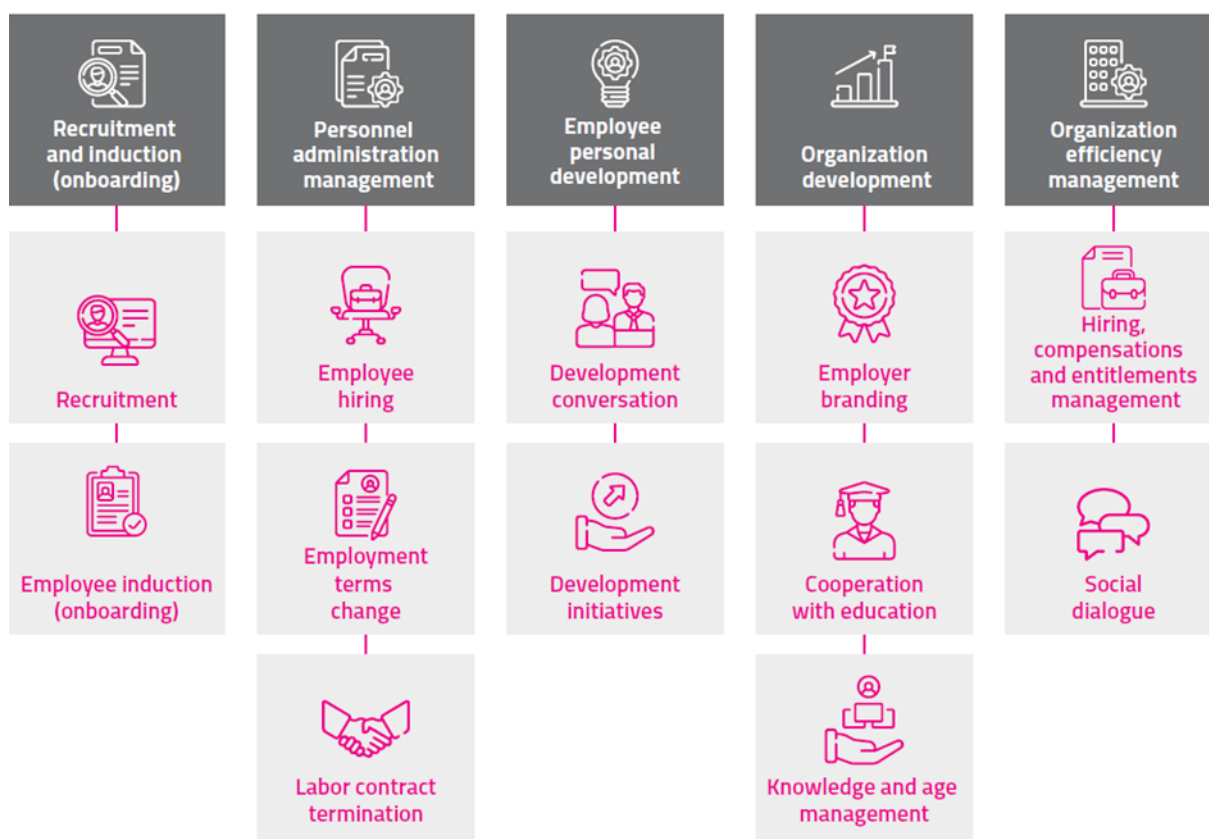 Recruitment
and induction
(onboarding)
Personnel
administration
management
Employee
personal
development
Organization
development
Organization
efficiency
management
Recruitment
Employee
hiring
Development
conversation
Employer
branding
Hiring,
compensations
and entitlements
management
Employee induction
(onboarding)
Employment
terms
change
Development
initiatives
Cooperation
with education
Social
dialogue
Labor contract
termination
Knowledge and age
management